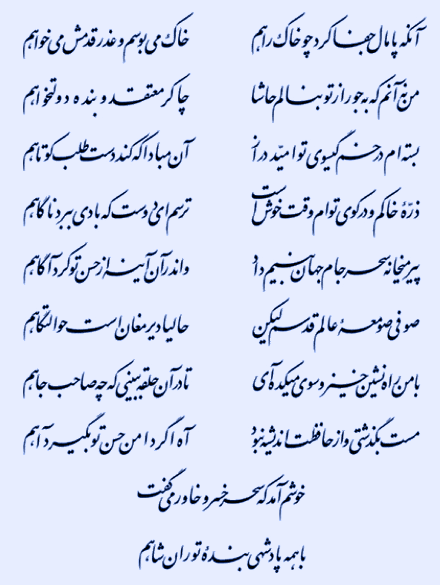 آنکه پامال جفا کرد چو خاک راهم خاک می‌بوسم و عذر قدمش می‌خواهم
من نه آنم که به جور از تو بنالم حاشا چاکر معتقد و بنده دولتخواهم
بسته‌ام در خم گیسوی تو امید دراز آن مبادا که کند دست طلب کوتاهم
ذره خاکم و در کوی توام وقت خوش است ترسم ای دوست که بادی ببرد ناگاهم
پیر میخانه سحر جام جهان بینم داد واندر آن آینه از حسن تو کرد آگاهم
صوفی صومعه عالم قدسم لیکن حالیا دیر مغان است حوالتگاهم
با من راه نشین خیز و سوی میکده آی تا در آن حلقه ببینی که چه صاحب جاهم
مست بگذشتی و از حافظت اندیشه نبود آه اگر دامن حسن تو بگیرد آهم
خوشم آمد که سحر خسرو خاور می‌گفت
با همه پادشهی بنده توران شاهم